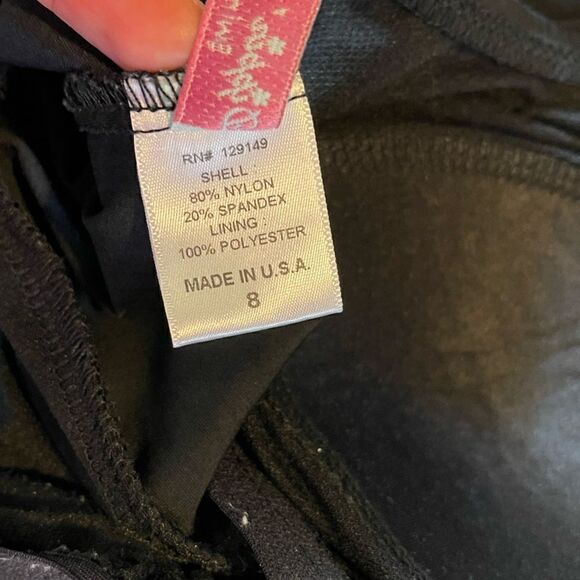 RN# 129149
SHELL :
80% NYLON
20% SPANDEX
LINING :
100% POLYESTER
MADE IN U.S.A.
8